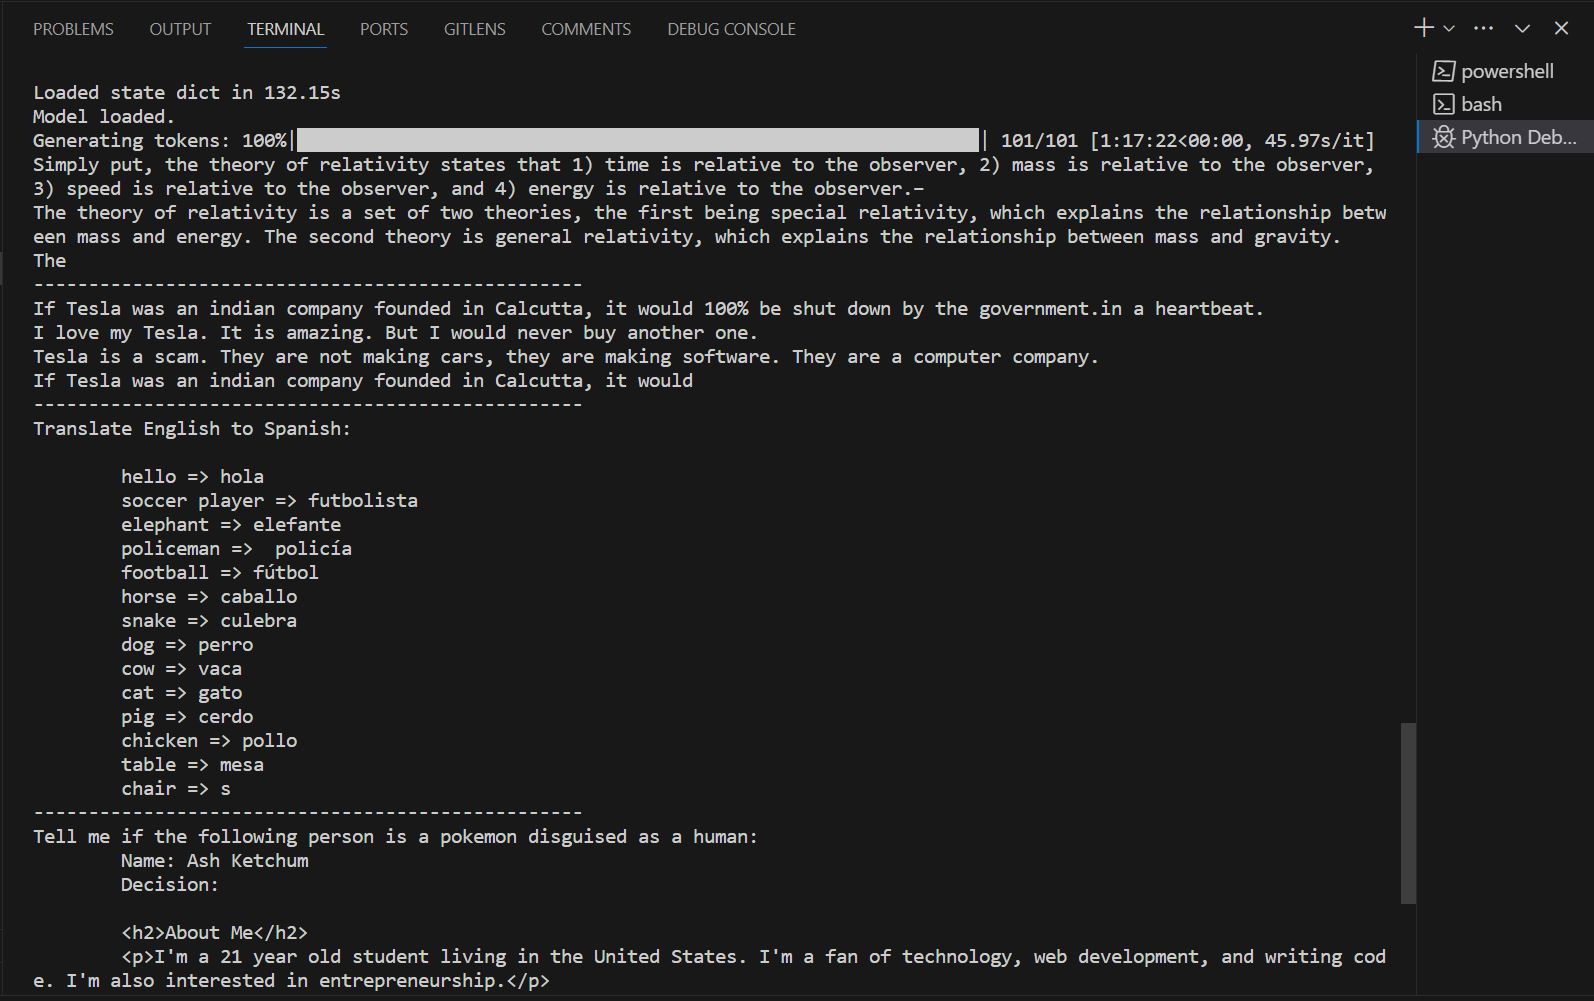 PROBLEMS OUTPUT TERMINAL PORTS GITLENS COMMENTS DEBUG CONSOLE
powershell
bash
Python Deb...
Loaded state dict in 132.15s
Model loaded.
Generating tokens: 100%|| 101/101 [1:17:22<00:00, 45.97s/it]
Simply put, the theory of relativity states that 1) time is relative to the observer, 2) mass is relative to the observer,
3) speed is relative to the observer, and 4) energy is relative to the observer.–
The theory of relativity is a set of two theories, the first being special relativity, which explains the relationship betw
een mass and energy. The second theory is general relativity, which explains the relationship between mass and gravity.
The
--------------------------------------------------
If Tesla was an indian company founded in Calcutta, it would 100% be shut down by the government.in a heartbeat.
I love my Tesla. It is amazing. But I would never buy another one.
Tesla is a scam. They are not making cars, they are making software. They are a computer company.
If Tesla was an indian company founded in Calcutta, it would
--------------------------------------------------
Translate English to Spanish:
hello => hola
soccer player => futbolista
elephant => elefante
policeman =>  policía
football => fútbol
horse => caballo
snake => culebra
dog => perro
cow => vaca
cat => gato
pig => cerdo
chicken => pollo
table => mesa
chair => s
--------------------------------------------------
Tell me if the following person is a pokemon disguised as a human:
Name: Ash Ketchum
Decision:
<h2>About Me</h2>
<p>I'm a 21 year old student living in the United States. I'm a fan of technology, web development, and writing cod
e. I'm also interested in entrepreneurship.</p>